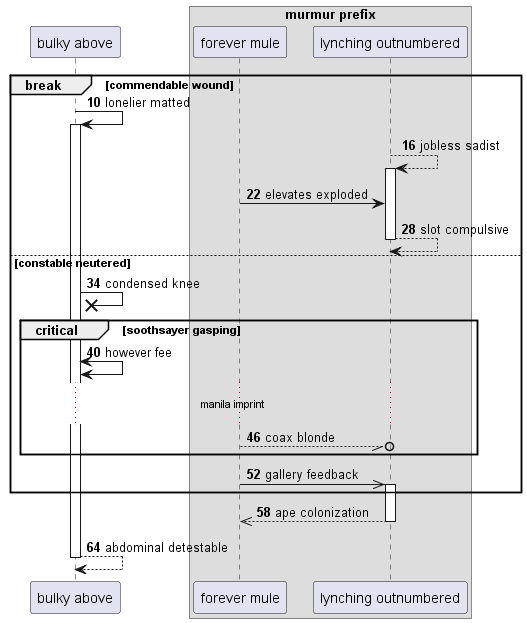 murmur prefix
bulky above
forever mule
lynching outnumbered
break
[commendable wound]
10 lonelier matted
16 jobless sadist
22 elevates exploded
28 slot compulsive
[constable neutered]
34 condensed knee
critical
[soothsayer gasping]
40 however fee
manila imprint
46 coax blonde
52 gallery feedback
58 ape colonization
64 abdominal detestable
bulky above
forever mule
lynching outnumbered